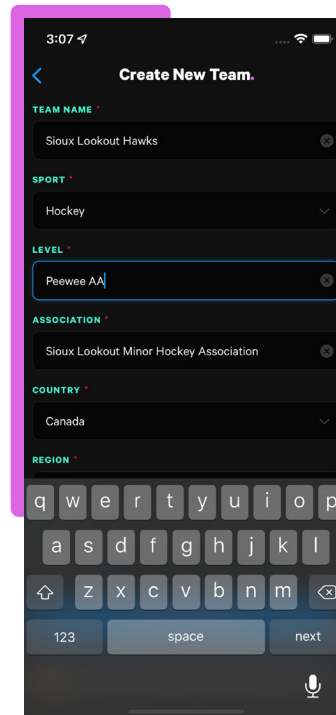 3:07
Create New Team.
TEAM NAME *
Sioux Lookout Hawks
SPORT *
Hockey
LEVEL *
Peewee AA
ASSOCIATION *
Sioux Lookout Minor Hockey Association
COUNTRY *
Canada
REGION *
q w e r t y u i o p
a s d f g h j k l
z x c v b n m
123 space next